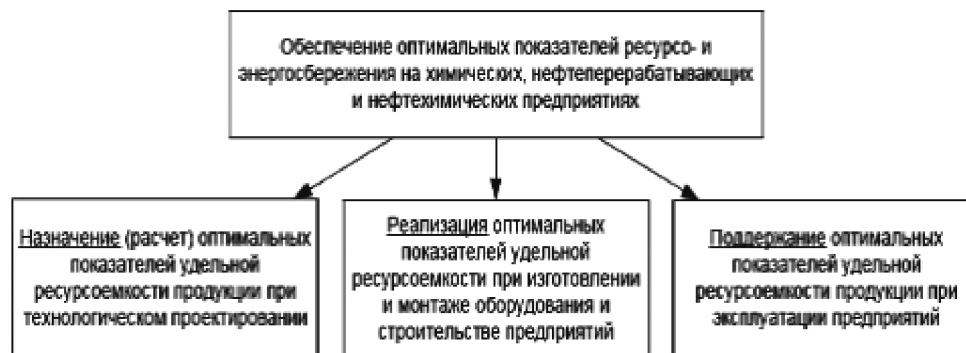 Обеспечение оптимальных показателей ресурсо- и
энергосбережения на химических, нефтеперерабатывающих
и нефтехимических предприятиях
Назначение (расчет) оптимальных
показателей удельной
ресурсоемкости продукции при
технологическом проектировании
Реализация оптимальных
показателей удельной
ресурсоемкости при изготовлении
и монтаже оборудования и
строительстве предприятий
Поддержание оптимальных
показателей удельной
ресурсоемкости продукции при
эксплуатации предприятий